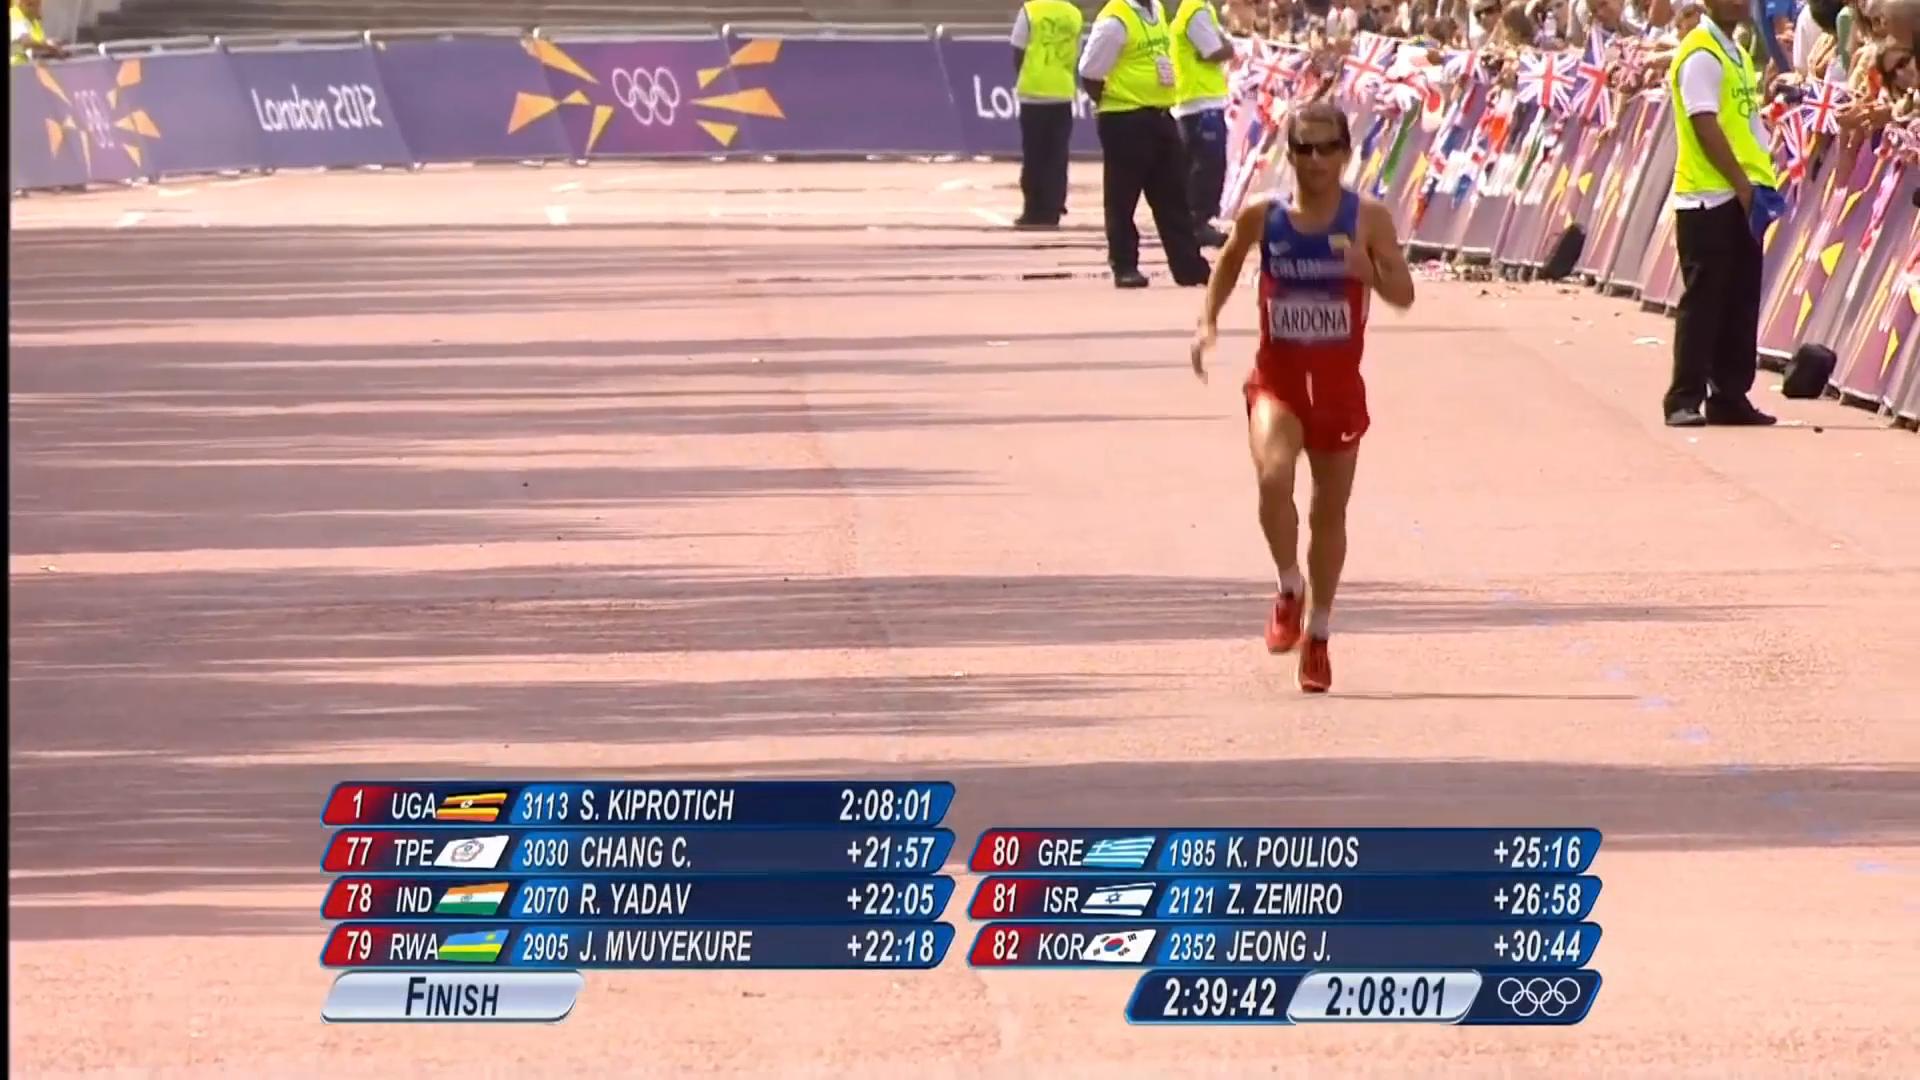 London 2012
COLOMBIA
CARDONA
1 UGA 3113 S. KIPROTICH 2:08:01
77 TPE 3030 CHANG C. +21:57
78 IND 2070 R. YADAV +22:05
79 RWA 2905 J. MVUYEKURE +22:18
80 GRE 1985 K. POULIOS +25:16
81 ISR 2121 Z. ZEMIRO +26:58
82 KOR 2352 JEONG J. +30:44
FINISH
2:39:42 2:08:01